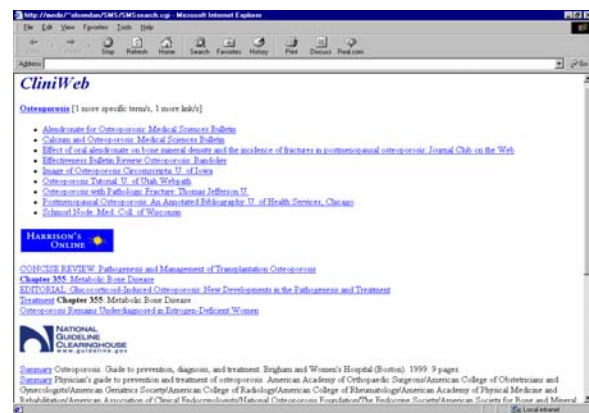 http://medir/~alsendan/SMS/SMSsearch.cgi - Microsoft Internet Explorer
File Edit View Favorites Tools Help
Stop Refresh Home Search Favorites History Print Discuss Real.com
Address Go
CliniWeb
Osteoporosis [1 more specific term/s, 1 more link/s]
Alendronate for Osteoporosis: Medical Sciences Bulletin
Calcium and Osteoporosis: Medical Sciences Bulletin
Effect of oral alendronate on bone mineral density and the incidence of fractures in postmenopausal osteoporosis: Journal Club on the Web
Effectiveness Bulletin Review Osteoporosis: Bandolier
Image of Osteoporosis Circumscripta: U. of Iowa
Osteoporosis Tutorial: U. of Utah Webpath
Osteoporosis with Pathologic Fracture: Thomas Jefferson U.
Postmenopausal Osteoporosis: An Annotated Bibliography: U. of Health Services, Chicago
Schmorl Node: Med. Coll. of Wisconsin
HARRISON'S
ONLINE
CONCISE REVIEW: Pathogenesis and Management of Transplantation Osteoporosis
Chapter 355: Metabolic Bone Disease
EDITORIAL: Glucocorticoid-Induced Osteoporosis: New Developments in the Pathogenesis and Treatment
Treatment Chapter 355: Metabolic Bone Disease
Osteoporosis Remains Underdiagnosed in Estrogen-Deficient Women
NATIONAL
GUIDELINE
CLEARINGHOUSE
www.guideline.gov
Summary Osteoporosis. Guide to prevention, diagnosis, and treatment. Brigham and Women's Hospital (Boston). 1999. 9 pages
Summary Physician's guide to prevention and treatment of osteoporosis. American Academy of Orthopaedic Surgeons/American College of Obstetricians and
Gynecologists/American Geriatrics Society/American College of Radiology/American College of Rheumatology/American Academy of Physical Medicine and
Rehabilitation/American Association of Clinical Endocrinologists/National Osteoporosis Foundation/The Endocrine Society/American Society for Bone and Mineral
Local intranet